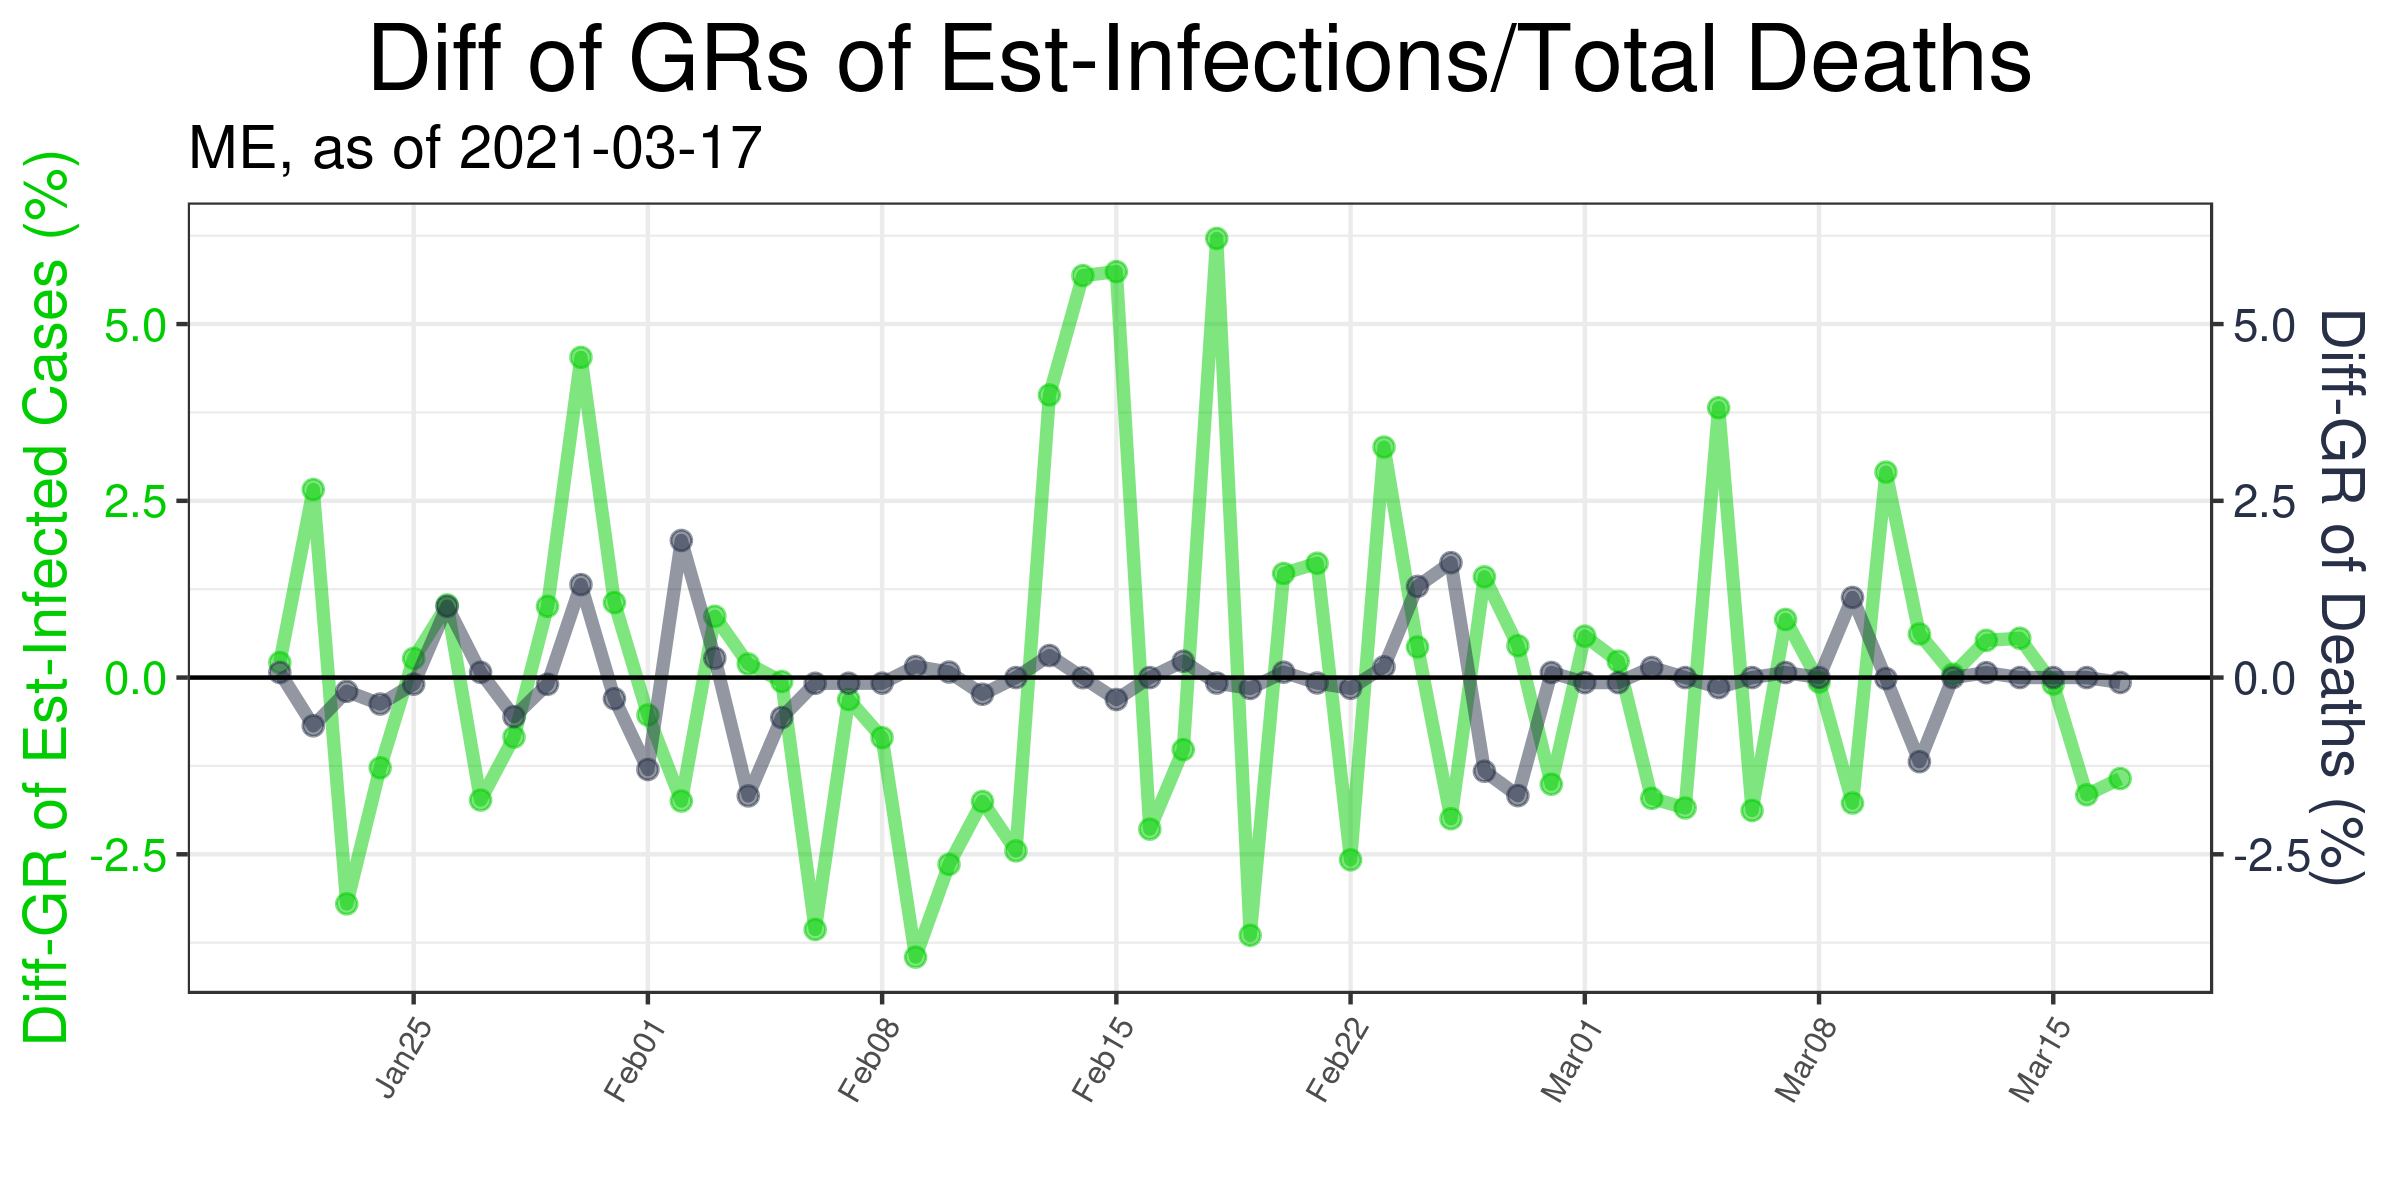 Diff of GRs of Est-Infections/Total Deaths
ME, as of 2021-03-17
Diff-GR of Est-Infected Cases (%)
5.0
2.5
0.0
-2.5
5.0
2.5
0.0
-2.5
Diff-GR of Deaths (%)
Jan25
Feb01
Feb08
Feb15
Feb22
Mar01
Mar08
Mar15